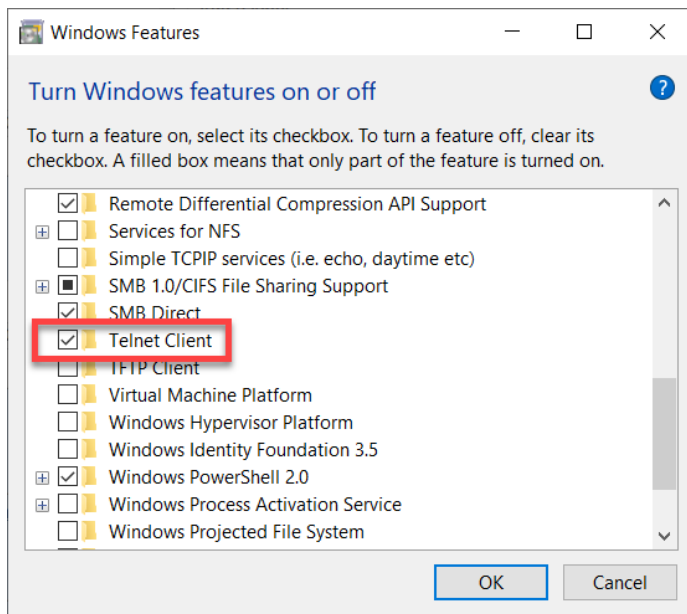 Windows Features
Turn Windows features on or off
?
To turn a feature on, select its checkbox. To turn a feature off, clear its
checkbox. A filled box means that only part of the feature is turned on.
Remote Differential Compression API Support
Services for NFS
Simple TCPIP services (i.e. echo, daytime etc)
SMB 1.0/CIFS File Sharing Support
SMB Direct
Telnet Client
TFTP Client
Virtual Machine Platform
Windows Hypervisor Platform
Windows Identity Foundation 3.5
Windows PowerShell 2.0
Windows Process Activation Service
Windows Projected File System
OK
Cancel